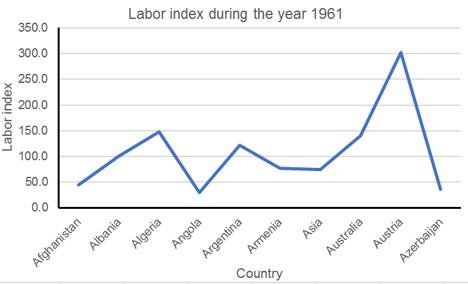 Labor index during the year 1961
350.0
300.0
250.0
200.0
150.0
100.0
50.0
0.0
Labor index
Afghanistan
Albania
Algeria
Angola
Argentina
Armenia
Asia
Australia
Austria
Azerbaijan
Country